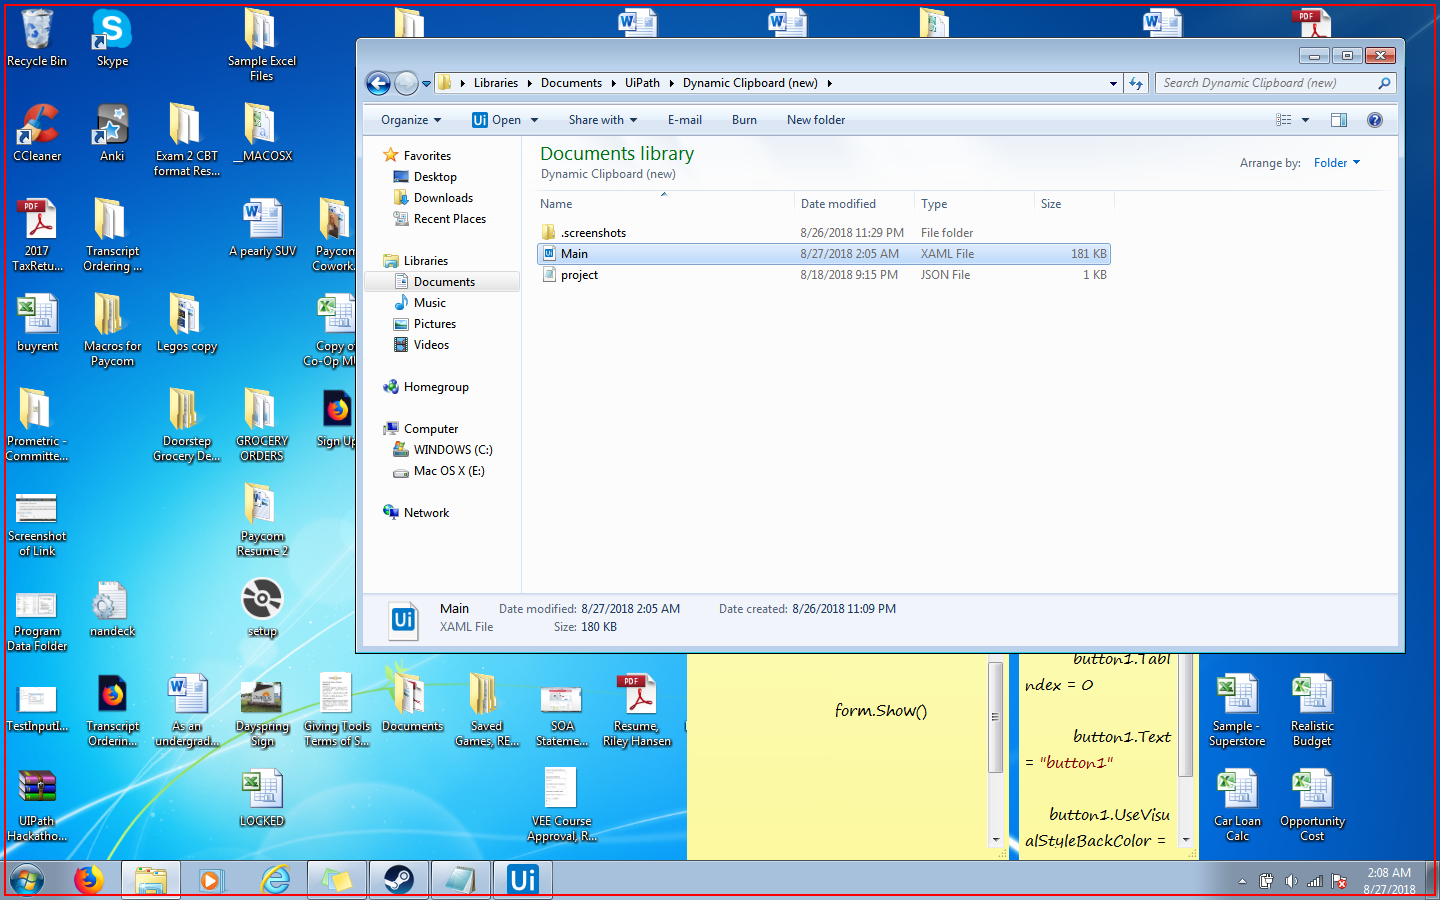 Recycle Bin
Skype
Sample Excel
Files
CCleaner
Anki
Exam 2 CBT
format Res...
__MACOSX
2017
TaxRetu...
Transcript
Ordering ...
A pearly SUV
Paycom
Cowork.
buyrent
Macros for
Paycom
Legos copy
Copy of
Co-Op M
Prometric -
Committe...
Doorstep
Grocery De...
GROCERY
ORDERS
Sign Up
Screenshot
of Link
Paycom
Resume 2
Program
Data Folder
nandeck
setup
TestInputI...
Transcript
Orderin...
As an
undergrad...
Dayspring
Sign
Giving Tools
Terms of S...
Documents
Saved
Games, RE...
SOA
Stateme...
Resume,
Riley Hansen
UIPath
Hackatho...
LOCKED
VEE Course
Approval, R...
Libraries
Documents
UiPath
Dynamic Clipboard (new)
Search Dynamic Clipboard (new)
Organize
Ui Open
Share with
E-mail
Burn
New folder
Favorites
Desktop
Downloads
Recent Places
Libraries
Documents
Music
Pictures
Videos
Homegroup
Computer
WINDOWS (C:)
Mac OS X (E:)
Network
Documents library
Dynamic Clipboard (new)
Arrange by: Folder
Name Date modified Type Size
.screenshots 8/26/2018 11:29 PM File folder
Main 8/27/2018 2:05 AM XAML File 181 KB
project 8/18/2018 9:15 PM JSON File 1 KB
Ui
Main Date modified: 8/27/2018 2:05 AM Date created: 8/26/2018 11:09 PM
XAML File Size: 180 KB
form.Show()
button1.TabI
ndex = 0
button1.Text
= "button1"
button1.UseVisu
alStyleBackColor =
Sample -
Superstore
Realistic
Budget
Car Loan
Calc
Opportunity
Cost
PDF
PDF
PDF
Ui
2:08 AM
8/27/2018